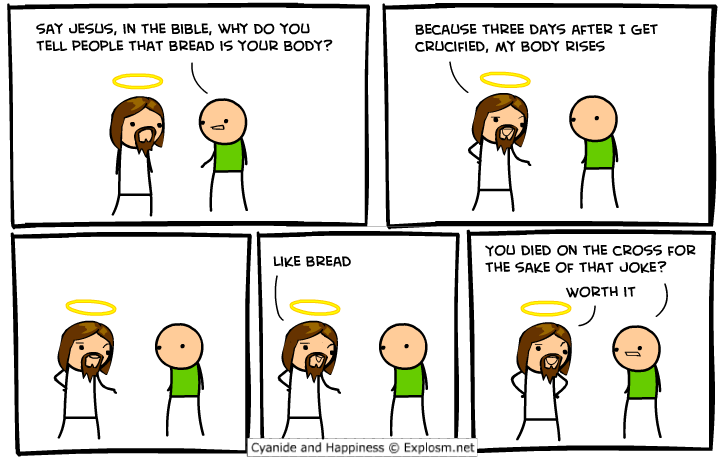 SAY JESUS, IN THE BIBLE, WHY DO YOU
TELL PEOPLE THAT BREAD IS YOUR BODY?
BECAUSE THREE DAYS AFTER I GET
CRUCIFIED, MY BODY RISES
LIKE BREAD
YOU DIED ON THE CROSS FOR
THE SAKE OF THAT JOKE?
WORTH IT
Cyanide and Happiness © Explosm.net